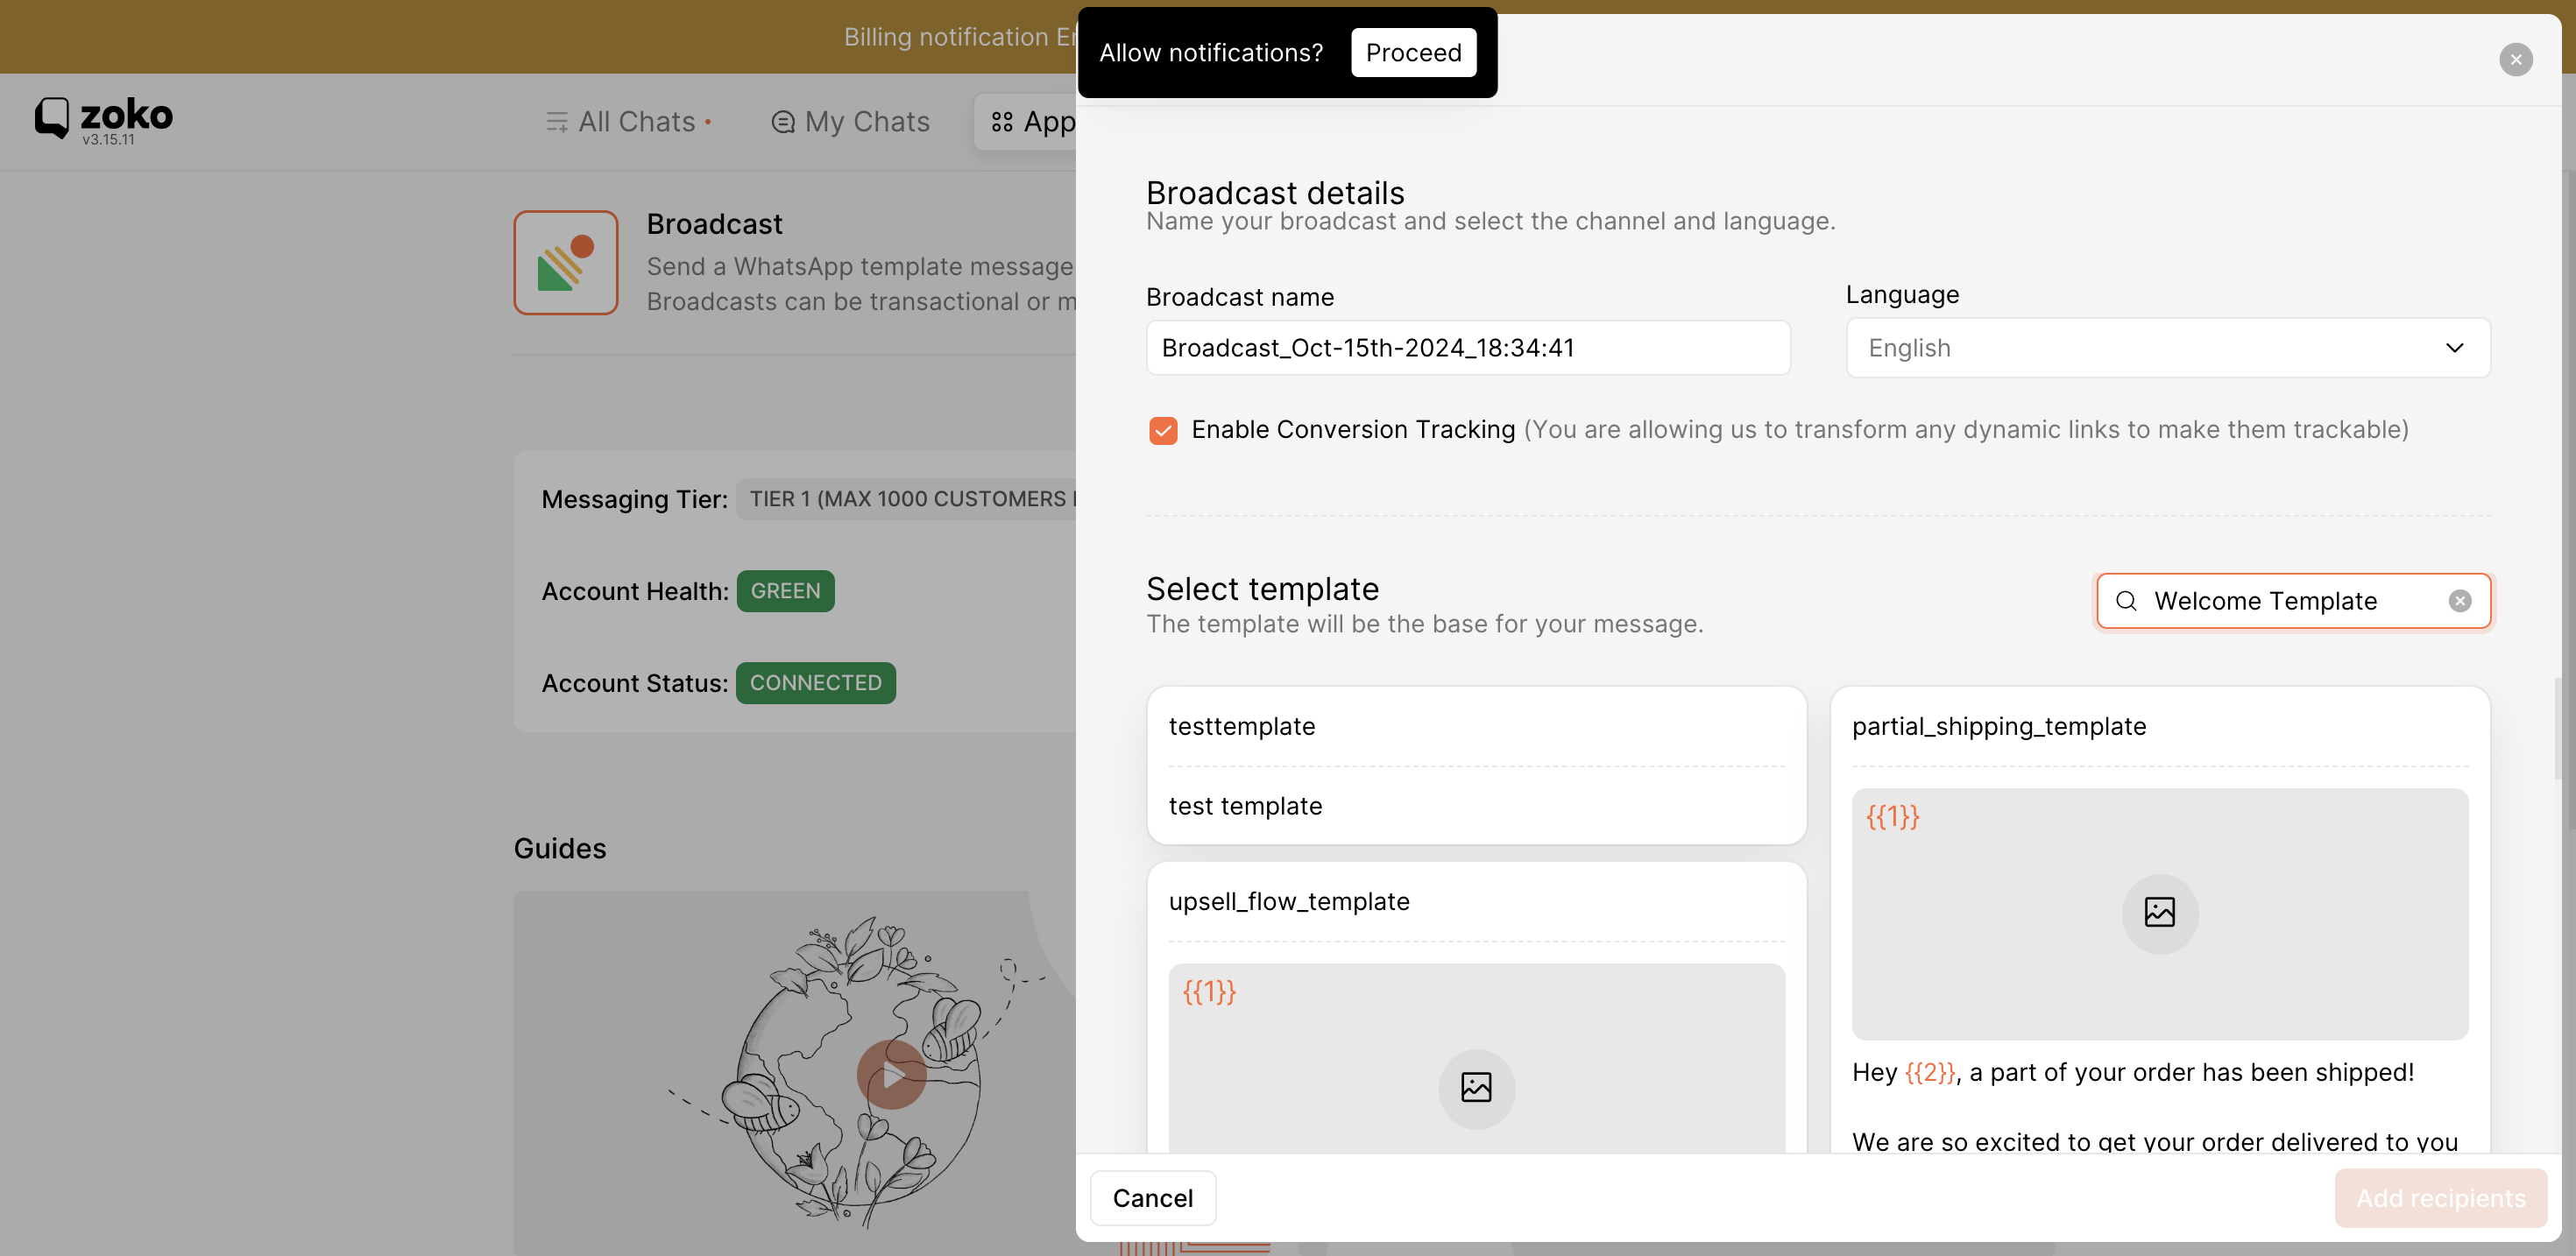 Billing notification
Allow notifications?
Proceed
zoko
v3.15.11
All Chats
My Chats
App
Broadcast
Send a WhatsApp template message
Broadcasts can be transactional or
Messaging Tier: TIER 1 (MAX 1000 CUSTOMERS
Account Health: GREEN
Account Status: CONNECTED
Guides
Broadcast details
Name your broadcast and select the channel and language.
Broadcast name
Language
Broadcast_Oct-15th-2024_18:34:41
English
Enable Conversion Tracking (You are allowing us to transform any dynamic links to make them trackable)
Select template
The template will be the base for your message.
Welcome Template
testtemplate
test template
upsell_flow_template
{{1}}
partial_shipping_template
{{1}}
Hey {{2}}, a part of your order has been shipped!
We are so excited to get your order delivered to you
Cancel
Add recipients